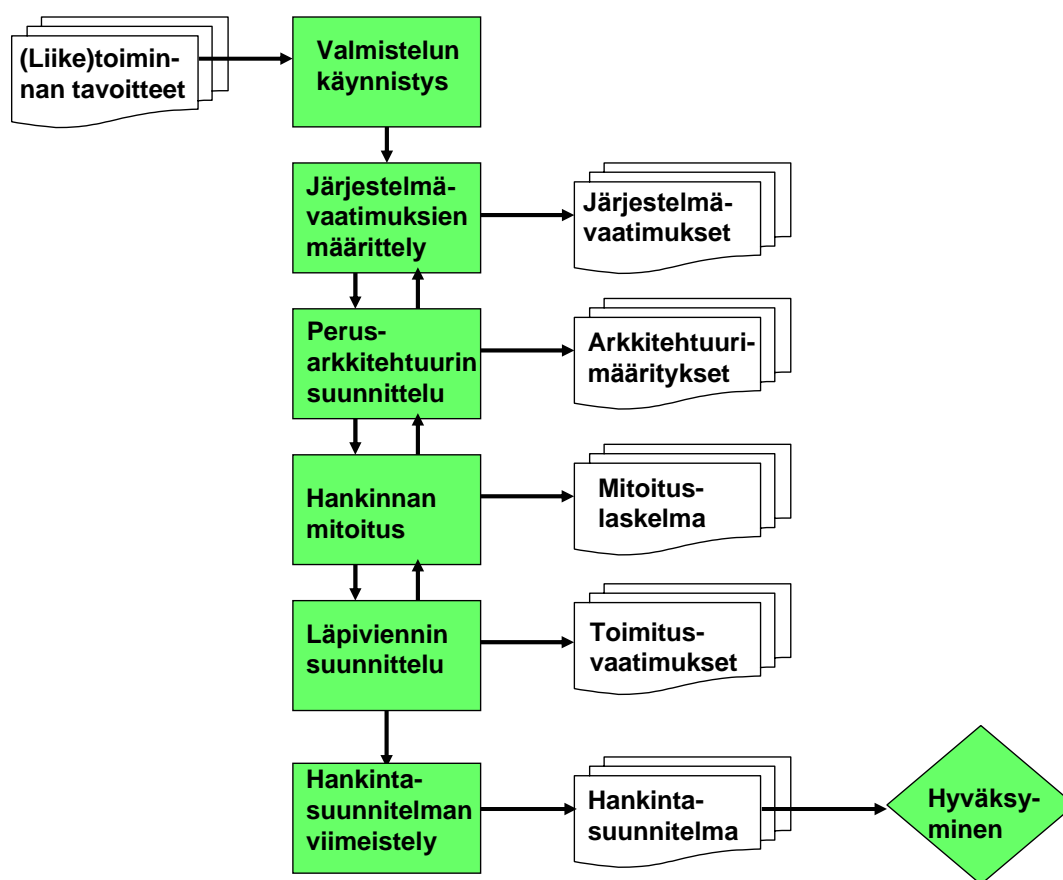 (Liike)toimin-
nan tavoitteet
Valmistelun
käynnistys
Järjestelmä-
vaatimuksien
määrittely
Järjestelmä-
vaatimukset
Perus-
arkkitehtuurin
suunnittelu
Arkkitehtuuri-
määritykset
Hankinnan
mitoitus
Mitoitus-
laskelma
Läpiviennin
suunnittelu
Toimitus-
vaatimukset
Hankinta-
suunnitelman
viimeistely
Hankinta-
suunnitelma
Hyväksy-
minen